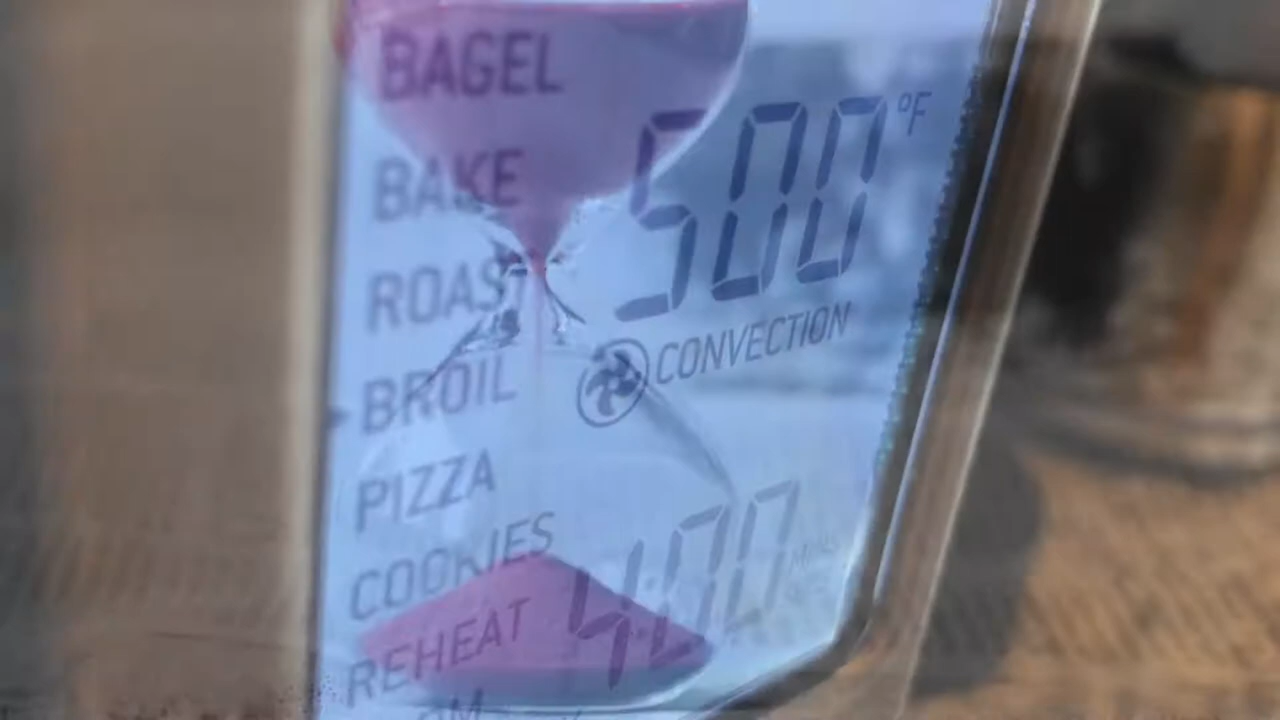 BAGEL
BAKE
ROAST
BROIL
PIZZA
COOKIES
REHEAT
500 °F
CONVECTION
4:00